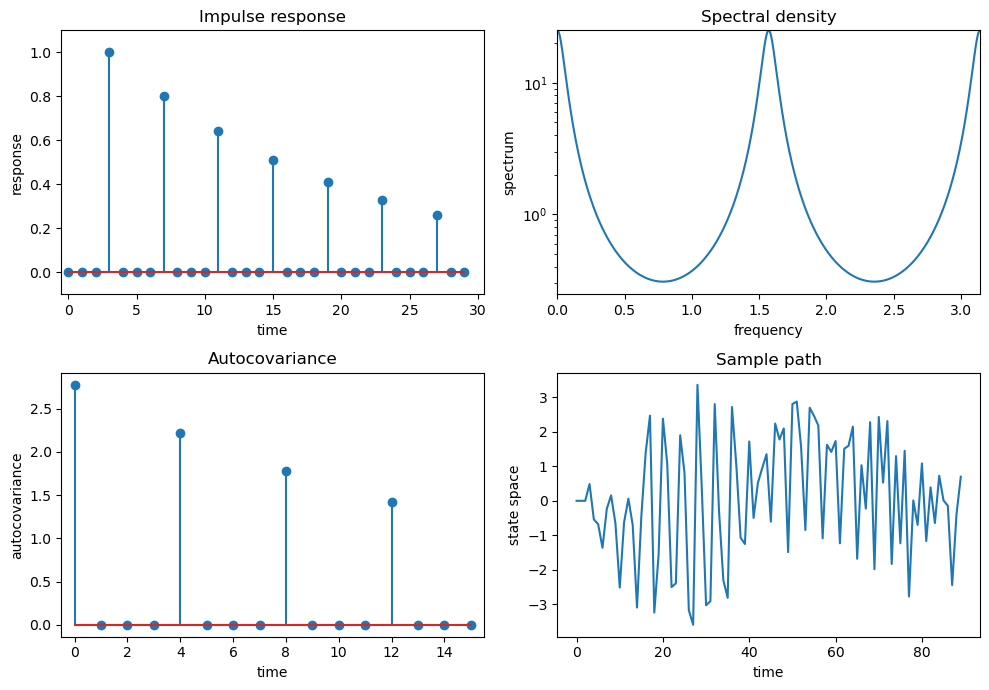 Impulse response
1.0
0.8
0.6
0.4
0.2
0.0
response
0 5 10 15 20 25 30
time
Spectral density
10¹
10⁰
spectrum
0.0 0.5 1.0 1.5 2.0 2.5 3.0
frequency
Autocovariance
2.5
2.0
1.5
1.0
0.5
0.0
autocovariance
0 2 4 6 8 10 12 14
time
Sample path
3
2
1
0
−1
−2
−3
state space
0 20 40 60 80
time